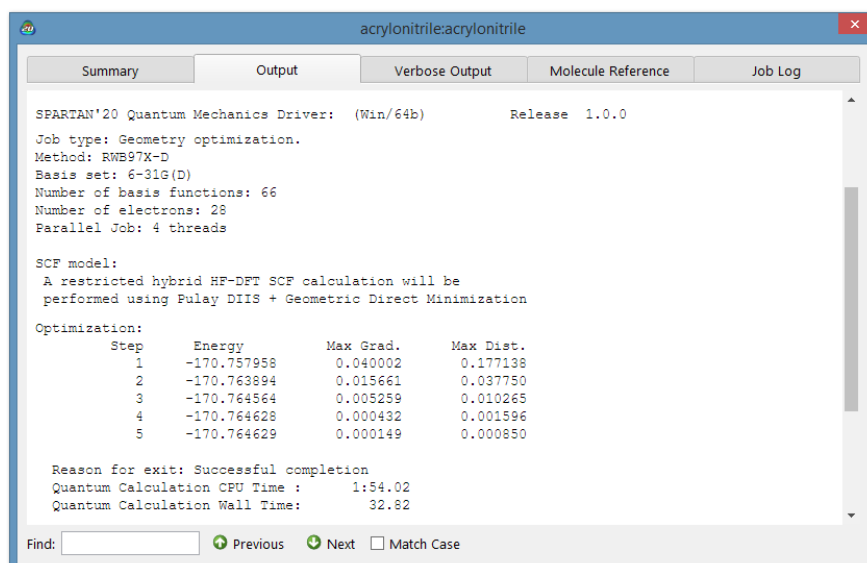 acrylonitrile:acrylonitrile
Summary Output Verbose Output Molecule Reference Job Log
SPARTAN'20 Quantum Mechanics Driver: (Win/64b) Release 1.0.0
Job type: Geometry optimization.
Method: RWB97X-D
Basis set: 6-31G(D)
Number of basis functions: 66
Number of electrons: 28
Parallel Job: 4 threads
SCF model:
A restricted hybrid HF-DFT SCF calculation will be
performed using Pulay DIIS + Geometric Direct Minimization
Optimization:
Step Energy Max Grad. Max Dist.
1 -170.757958 0.040002 0.177138
2 -170.763894 0.015661 0.037750
3 -170.764564 0.005259 0.010265
4 -170.764628 0.000432 0.001596
5 -170.764629 0.000149 0.000850
Reason for exit: Successful completion
Quantum Calculation CPU Time : 1:54.02
Quantum Calculation Wall Time: 32.82
Find: Previous Next Match Case